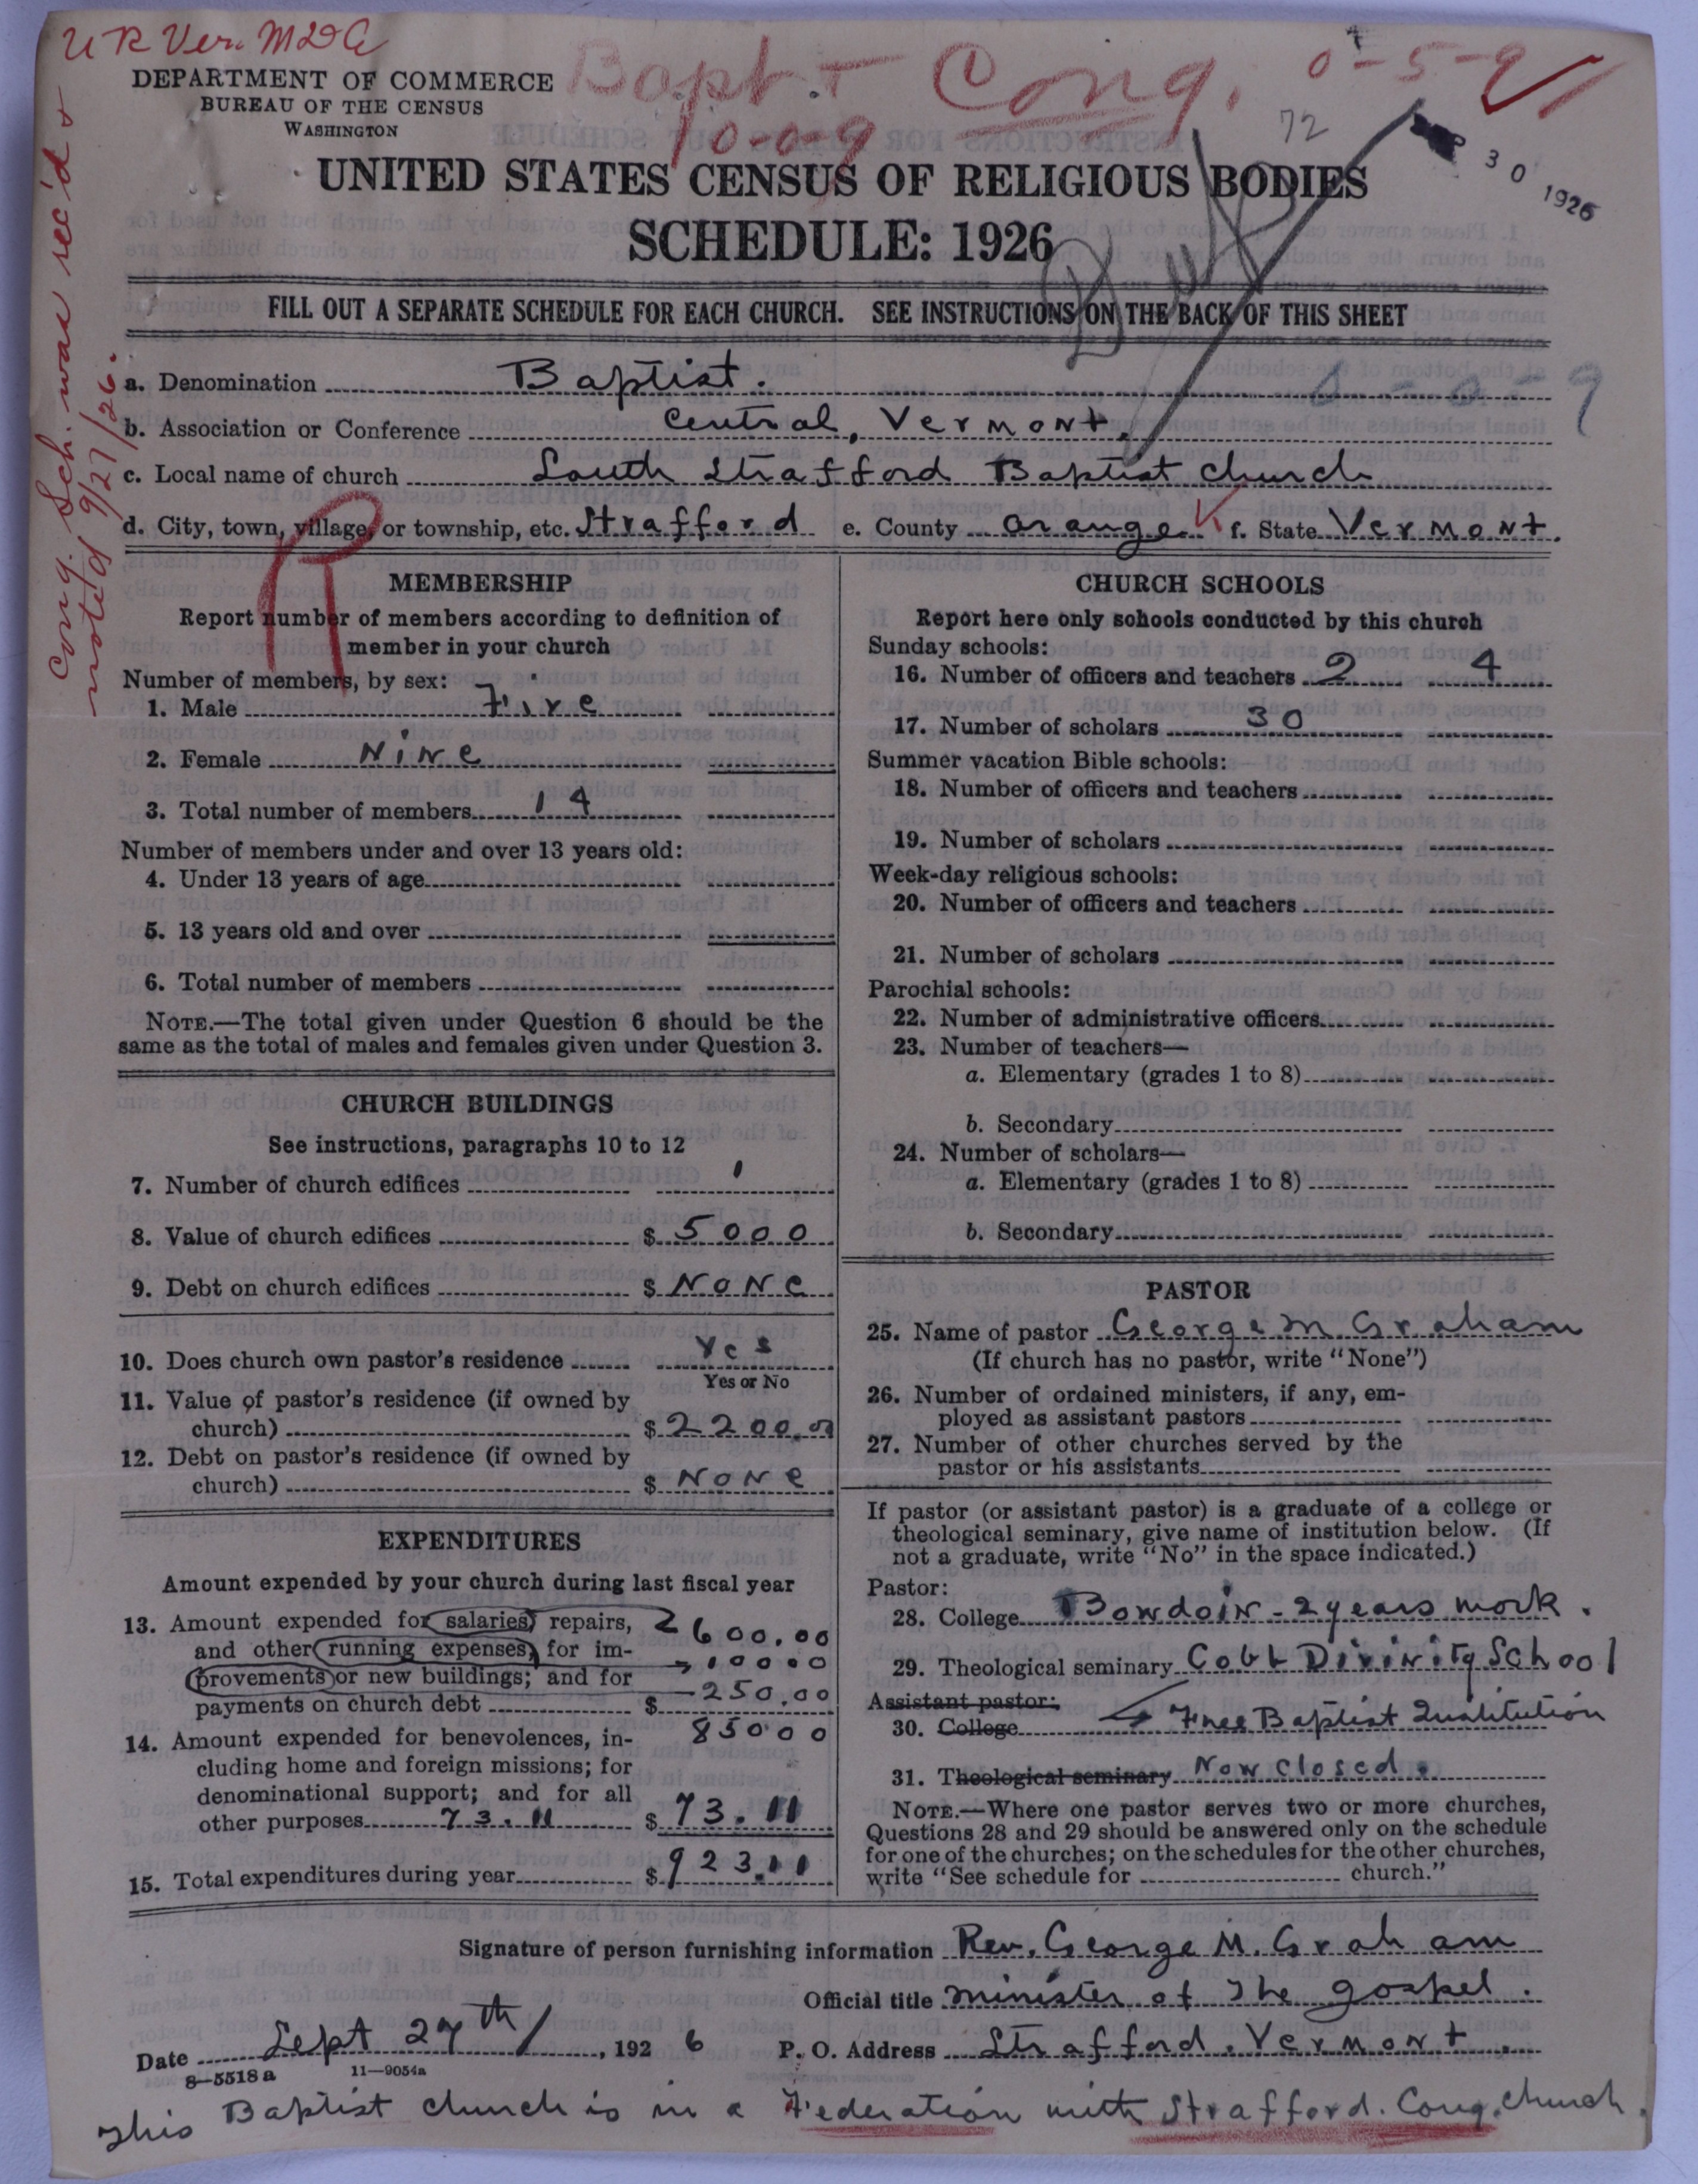 U R Ver. MDG
Bapt. + Cong. 0-5-9
10-0-9
72
30 1926
DEPARTMENT OF COMMERCE
BUREAU OF THE CENSUS
WASHINGTON
UNITED STATES CENSUS OF RELIGIOUS BODIES
SCHEDULE: 1926
FILL OUT A SEPARATE SCHEDULE FOR EACH CHURCH. SEE INSTRUCTIONS ON THE BACK OF THIS SHEET
Cong. Sch. was rec'd &
noted 9/27/26.
a. Denomination Baptist.
b. Association or Conference Central, Vermont.
c. Local name of church South Strafford Baptist church
d. City, town, village, or township, etc. Strafford e. County Orange f. State Vermont.
MEMBERSHIP
Report number of members according to definition of
member in your church
Number of members, by sex:
1. Male Five
2. Female Nine
3. Total number of members 14
Number of members under and over 13 years old:
4. Under 13 years of age
5. 13 years old and over
6. Total number of members
NOTE.—The total given under Question 6 should be the
same as the total of males and females given under Question 3.
CHURCH BUILDINGS
See instructions, paragraphs 10 to 12
7. Number of church edifices 1
8. Value of church edifices $ 5000
9. Debt on church edifices $ None
10. Does church own pastor's residence Yes
Yes or No
11. Value of pastor's residence (if owned by
church) $ 2200.00
12. Debt on pastor's residence (if owned by
church) $ None
EXPENDITURES
Amount expended by your church during last fiscal year
13. Amount expended for salaries, repairs, 600.00
and other running expenses; for im-
provements or new buildings; and for
payments on church debt $ 250.00
14. Amount expended for benevolences, in- 85000
cluding home and foreign missions; for
denominational support; and for all
other purposes 73.11 $ 73.11
15. Total expenditures during year $ 923.11
CHURCH SCHOOLS
Report here only schools conducted by this church
Sunday schools:
16. Number of officers and teachers 2 4
17. Number of scholars 30
Summer vacation Bible schools:
18. Number of officers and teachers
19. Number of scholars
Week-day religious schools:
20. Number of officers and teachers
21. Number of scholars
Parochial schools:
22. Number of administrative officers
23. Number of teachers—
a. Elementary (grades 1 to 8)
b. Secondary
24. Number of scholars—
a. Elementary (grades 1 to 8)
b. Secondary
PASTOR
25. Name of pastor George M. Graham
(If church has no pastor, write "None")
26. Number of ordained ministers, if any, em-
ployed as assistant pastors
27. Number of other churches served by the
pastor or his assistants
If pastor (or assistant pastor) is a graduate of a college or
theological seminary, give name of institution below. (If
not a graduate, write "No" in the space indicated.)
Pastor:
28. College Bowdoin - 2 years work.
29. Theological seminary Cobb Divinity School
Assistant pastor:
30. College Free Baptist Institution
31. Theological seminary Now Closed.
NOTE.—Where one pastor serves two or more churches,
Questions 28 and 29 should be answered only on the schedule
for one of the churches; on the schedules for the other churches,
write "See schedule for church."
Signature of person furnishing information Rev. George M. Graham
Official title Minister of The gospel.
Date Sept 27th, 1926 P. O. Address Strafford, Vermont
8—5518a 11—9054a
This Baptist church is in a Federation with Strafford. Cong. Church.